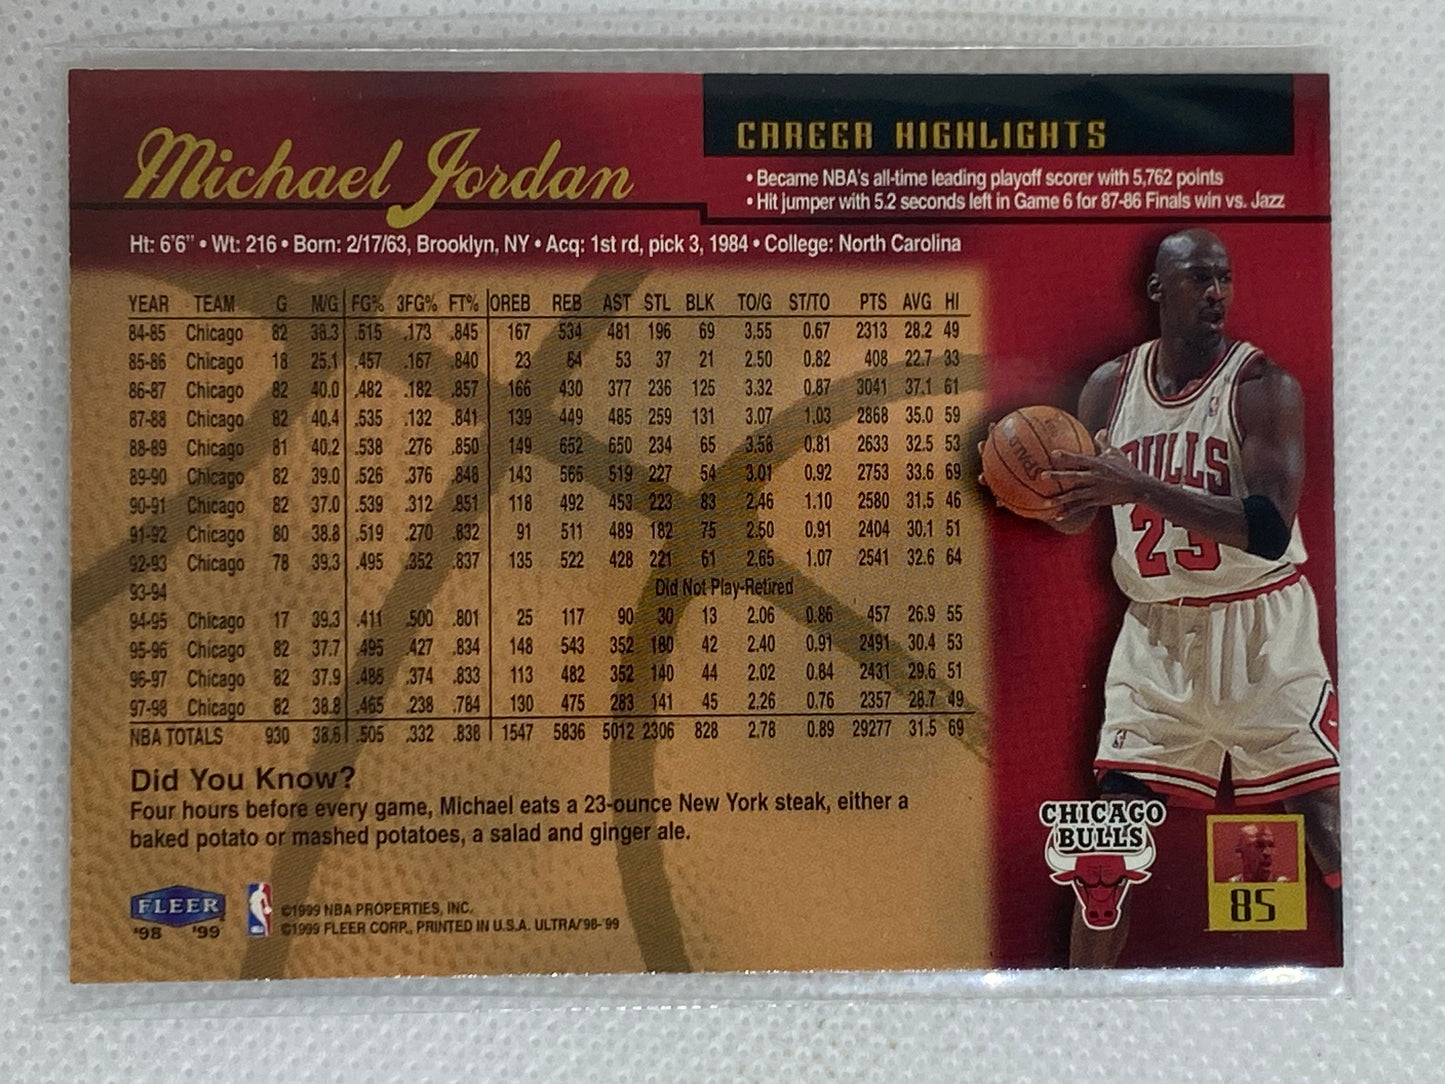 Michael Jordan
CAREER HIGHLIGHTS
• Became NBA's all-time leading playoff scorer with 5,762 points
• Hit jumper with 5.2 seconds left in Game 6 for 87-86 Finals win vs. Jazz
Ht: 6'6" • Wt: 216 • Born: 2/17/63, Brooklyn, NY • Acq: 1st rd, pick 3, 1984 • College: North Carolina
YEAR TEAM G M/G FG% 3FG% FT% OREB REB AST STL BLK TO/G ST/TO PTS AVG HI
84-85 Chicago 82 38.3 .515 .173 .845 167 534 481 196 69 3.55 0.67 2313 28.2 49
85-86 Chicago 18 25.1 .457 .167 .840 23 64 53 37 21 2.50 0.82 408 22.7 33
86-87 Chicago 82 40.0 .482 .182 .857 166 430 377 236 125 3.32 0.87 3041 37.1 61
87-88 Chicago 82 40.4 .535 .132 .841 139 449 485 259 131 3.07 1.03 2868 35.0 59
88-89 Chicago 81 40.2 .538 .276 .850 149 652 650 234 65 3.58 0.81 2633 32.5 53
89-90 Chicago 82 39.0 .526 .376 .848 143 565 519 227 54 3.01 0.92 2753 33.6 69
90-91 Chicago 82 37.0 .539 .312 .851 118 492 453 223 83 2.46 1.10 2580 31.5 46
91-92 Chicago 80 38.8 .519 .270 .832 91 511 489 182 75 2.50 0.91 2404 30.1 51
92-93 Chicago 78 39.3 .495 .352 .837 135 522 428 221 61 2.65 1.07 2541 32.6 64
93-94 Did Not Play-Retired
94-95 Chicago 17 39.3 .411 .500 .801 25 117 90 30 13 2.06 0.86 457 26.9 55
95-96 Chicago 82 37.7 .495 .427 .834 148 543 352 180 42 2.40 0.91 2491 30.4 53
96-97 Chicago 82 37.9 .486 .374 .833 113 482 352 140 44 2.02 0.84 2431 29.6 51
97-98 Chicago 82 38.8 .465 .238 .784 130 475 283 141 45 2.26 0.76 2357 28.7 49
NBA TOTALS 930 38.6 .505 .332 .838 1547 5836 5012 2306 828 2.78 0.89 29277 31.5 69
Did You Know?
Four hours before every game, Michael eats a 23-ounce New York steak, either a
baked potato or mashed potatoes, a salad and ginger ale.
FLEER
'98 '99
©1999 NBA PROPERTIES, INC.
©1999 FLEER CORP., PRINTED IN U.S.A. ULTRA/'98-'99
SPALDING
BULLS
23
CHICAGO
BULLS
85